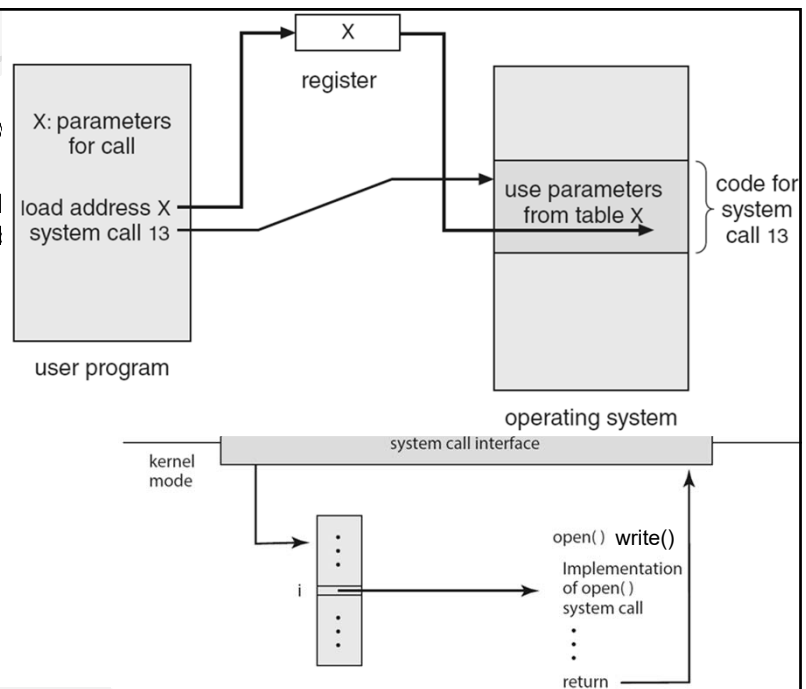 X
register
X: parameters
for call
load address X
system call 13
user program
use parameters
from table X
code for
system
call 13
operating system
system call interface
kernel
mode
i
open() write()
Implementation
of open()
system call
return